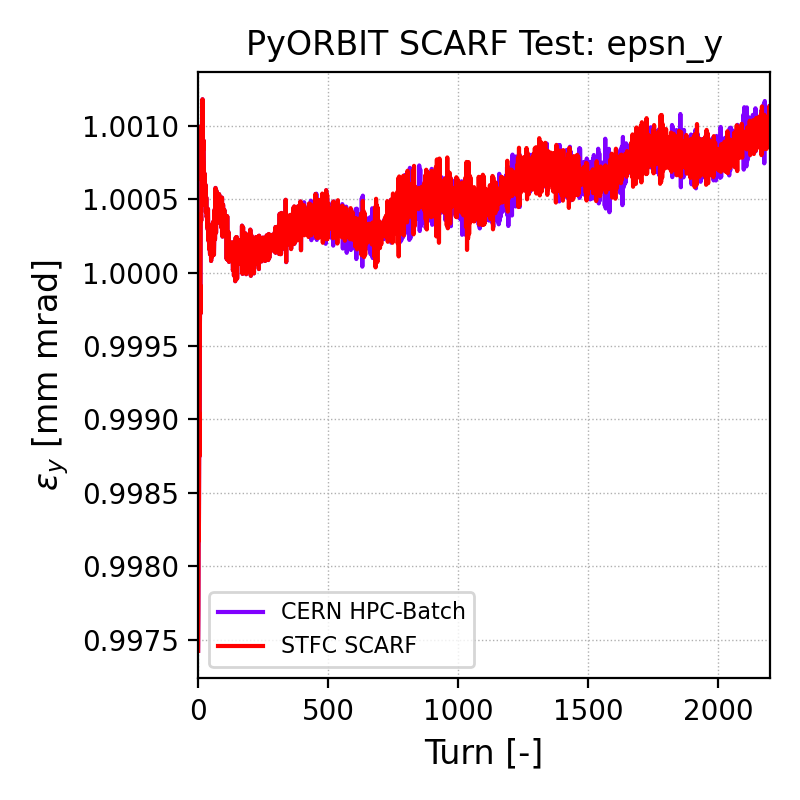 PyORBIT SCARF Test: epsn_y
1.0010
1.0005
1.0000
0.9995
0.9990
0.9985
0.9980
0.9975
ε_y [mm mrad]
CERN HPC-Batch
STFC SCARF
0 500 1000 1500 2000
Turn [-]